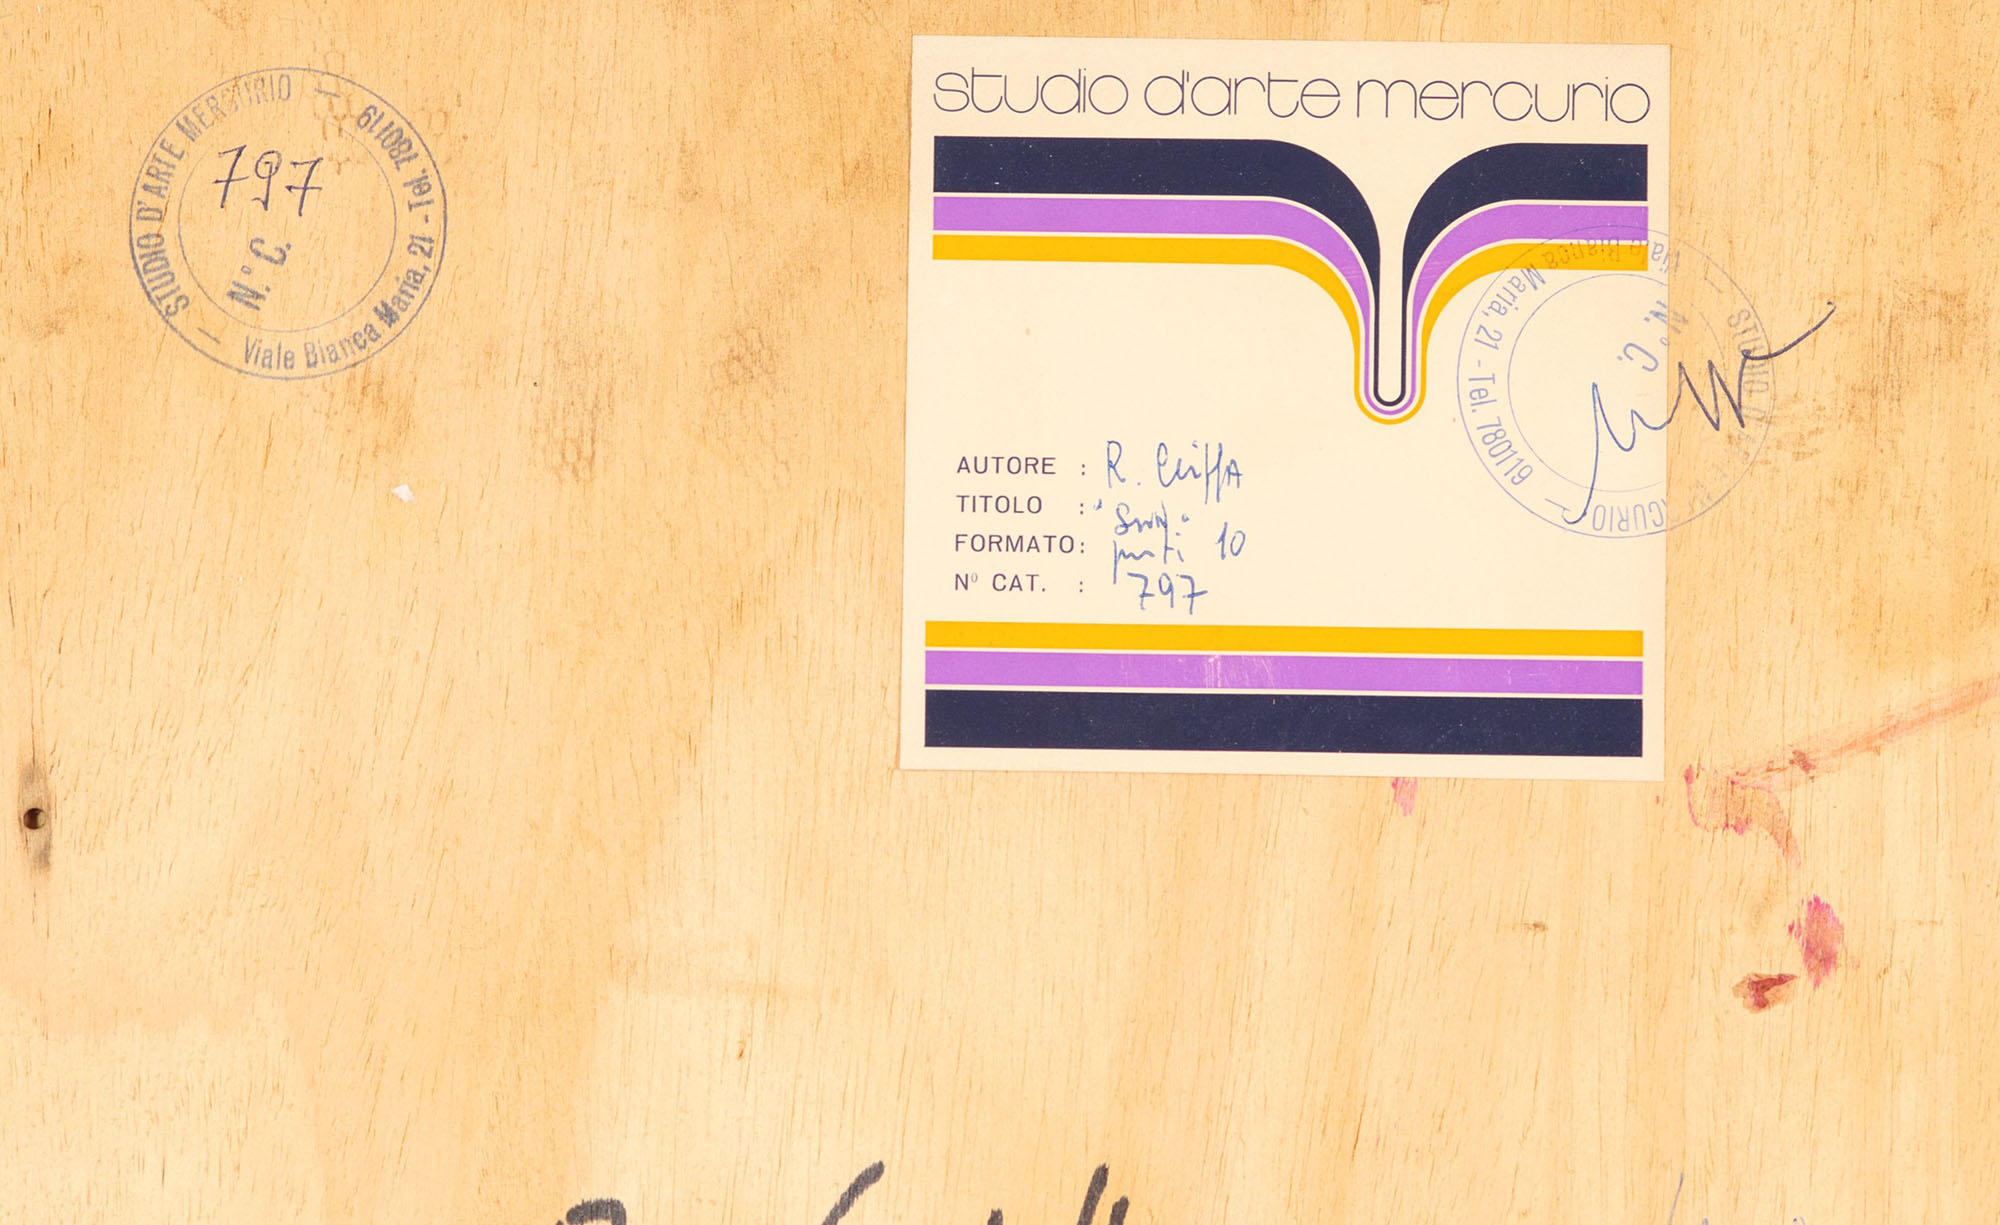 STUDIO D'ARTE MERCURIO — Viale Bianca Maria, 21 - Tel. 780119 —
797
N.° C.
studio d'arte mercurio
AUTORE : R.
TITOLO :
FORMATO: 10
N° CAT. : 797
STUDIO D'ARTE MERCURIO — Viale Bianca Maria, 21 - Tel. 780119 —
N.° C.